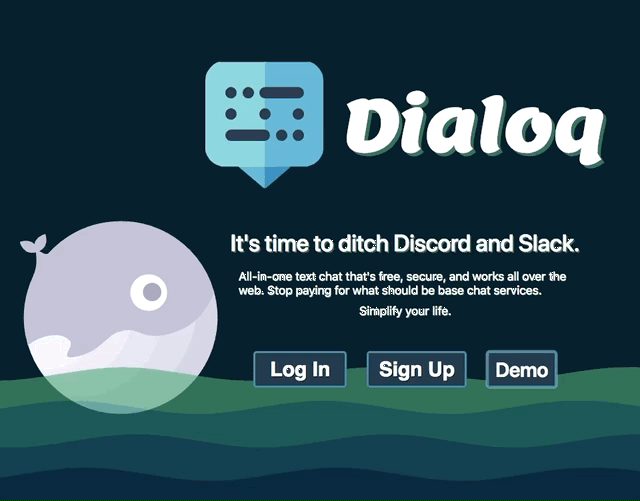 Dialoq
It's time to ditch Discord and Slack.
All-in-one text chat that's free, secure, and works all over the
web. Stop paying for what should be base chat services.
Simplify your life.
Log In Sign Up Demo